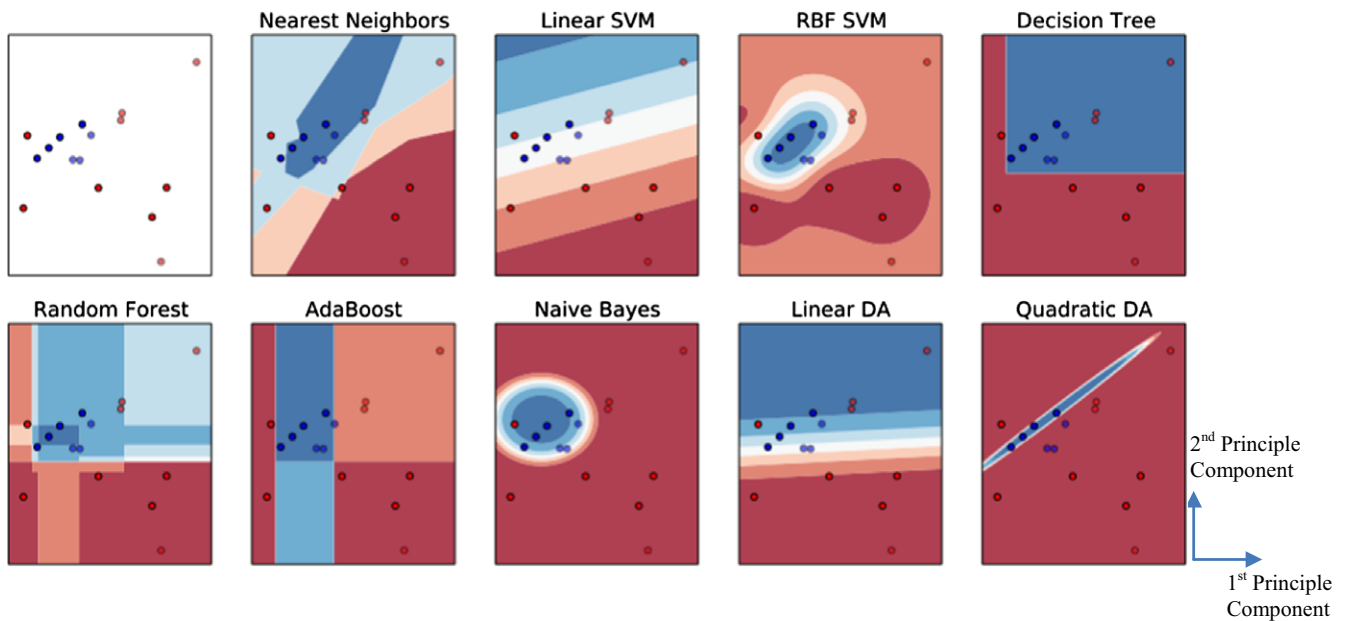 Nearest Neighbors
Linear SVM
RBF SVM
Decision Tree
Random Forest
AdaBoost
Naive Bayes
Linear DA
Quadratic DA
2nd Principle
Component
1st Principle
Component